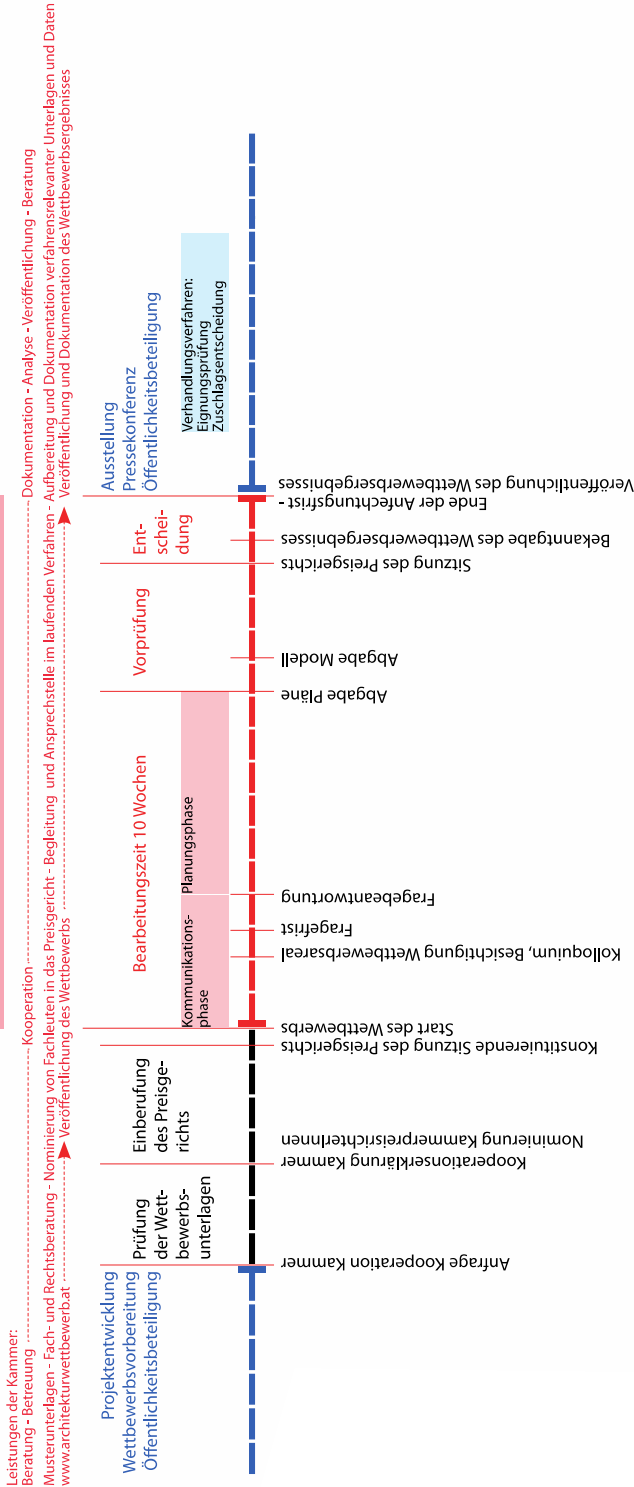 Leistungen der Kammer:
Beratung - Betreuung Kooperation Dokumentation - Analyse - Veröffentlichung - Beratung
Musterunterlagen - Fach- und Rechtsberatung - Nominierung von Fachleuten in das Preisgericht - Begleitung und Ansprechstelle im laufenden Verfahren - Aufbereitung und Dokumentation verfahrensrelevanter Unterlagen und Daten
www.architekturwettbewerb.at Veröffentlichung des Wettbewerbs Veröffentlichung und Dokumentation des Wettbewerbsergebnisses
Projektentwicklung
Wettbewerbsvorbereitung
Öffentlichkeitsbeteiligung
Prüfung
der Wett-
bewerbs-
unterlagen
Einberufung
des Preisge-
richts
Bearbeitungszeit 10 Wochen
Kommunikations-
phase
Planungsphase
Vorprüfung
Ent-
schei-
dung
Ausstellung
Pressekonferenz
Öffentlichkeitsbeteiligung
Verhandlungsverfahren:
Eignungsprüfung
Zuschlagsentscheidung
Anfrage Kooperation Kammer
Kooperationserklärung Kammer
Nominierung KammerpreisrichterInnen
Konstituierende Sitzung des Preisgerichts
Start des Wettbewerbs
Kolloquium, Besichtigung Wettbewerbsareal
Fragefrist
Fragebeantwortung
Abgabe Pläne
Abgabe Modell
Sitzung des Preisgerichts
Bekanntgabe des Wettbewerbsergebnisses
Ende der Anfechtungsfrist -
Veröffentlichung des Wettbewerbsergebnisses